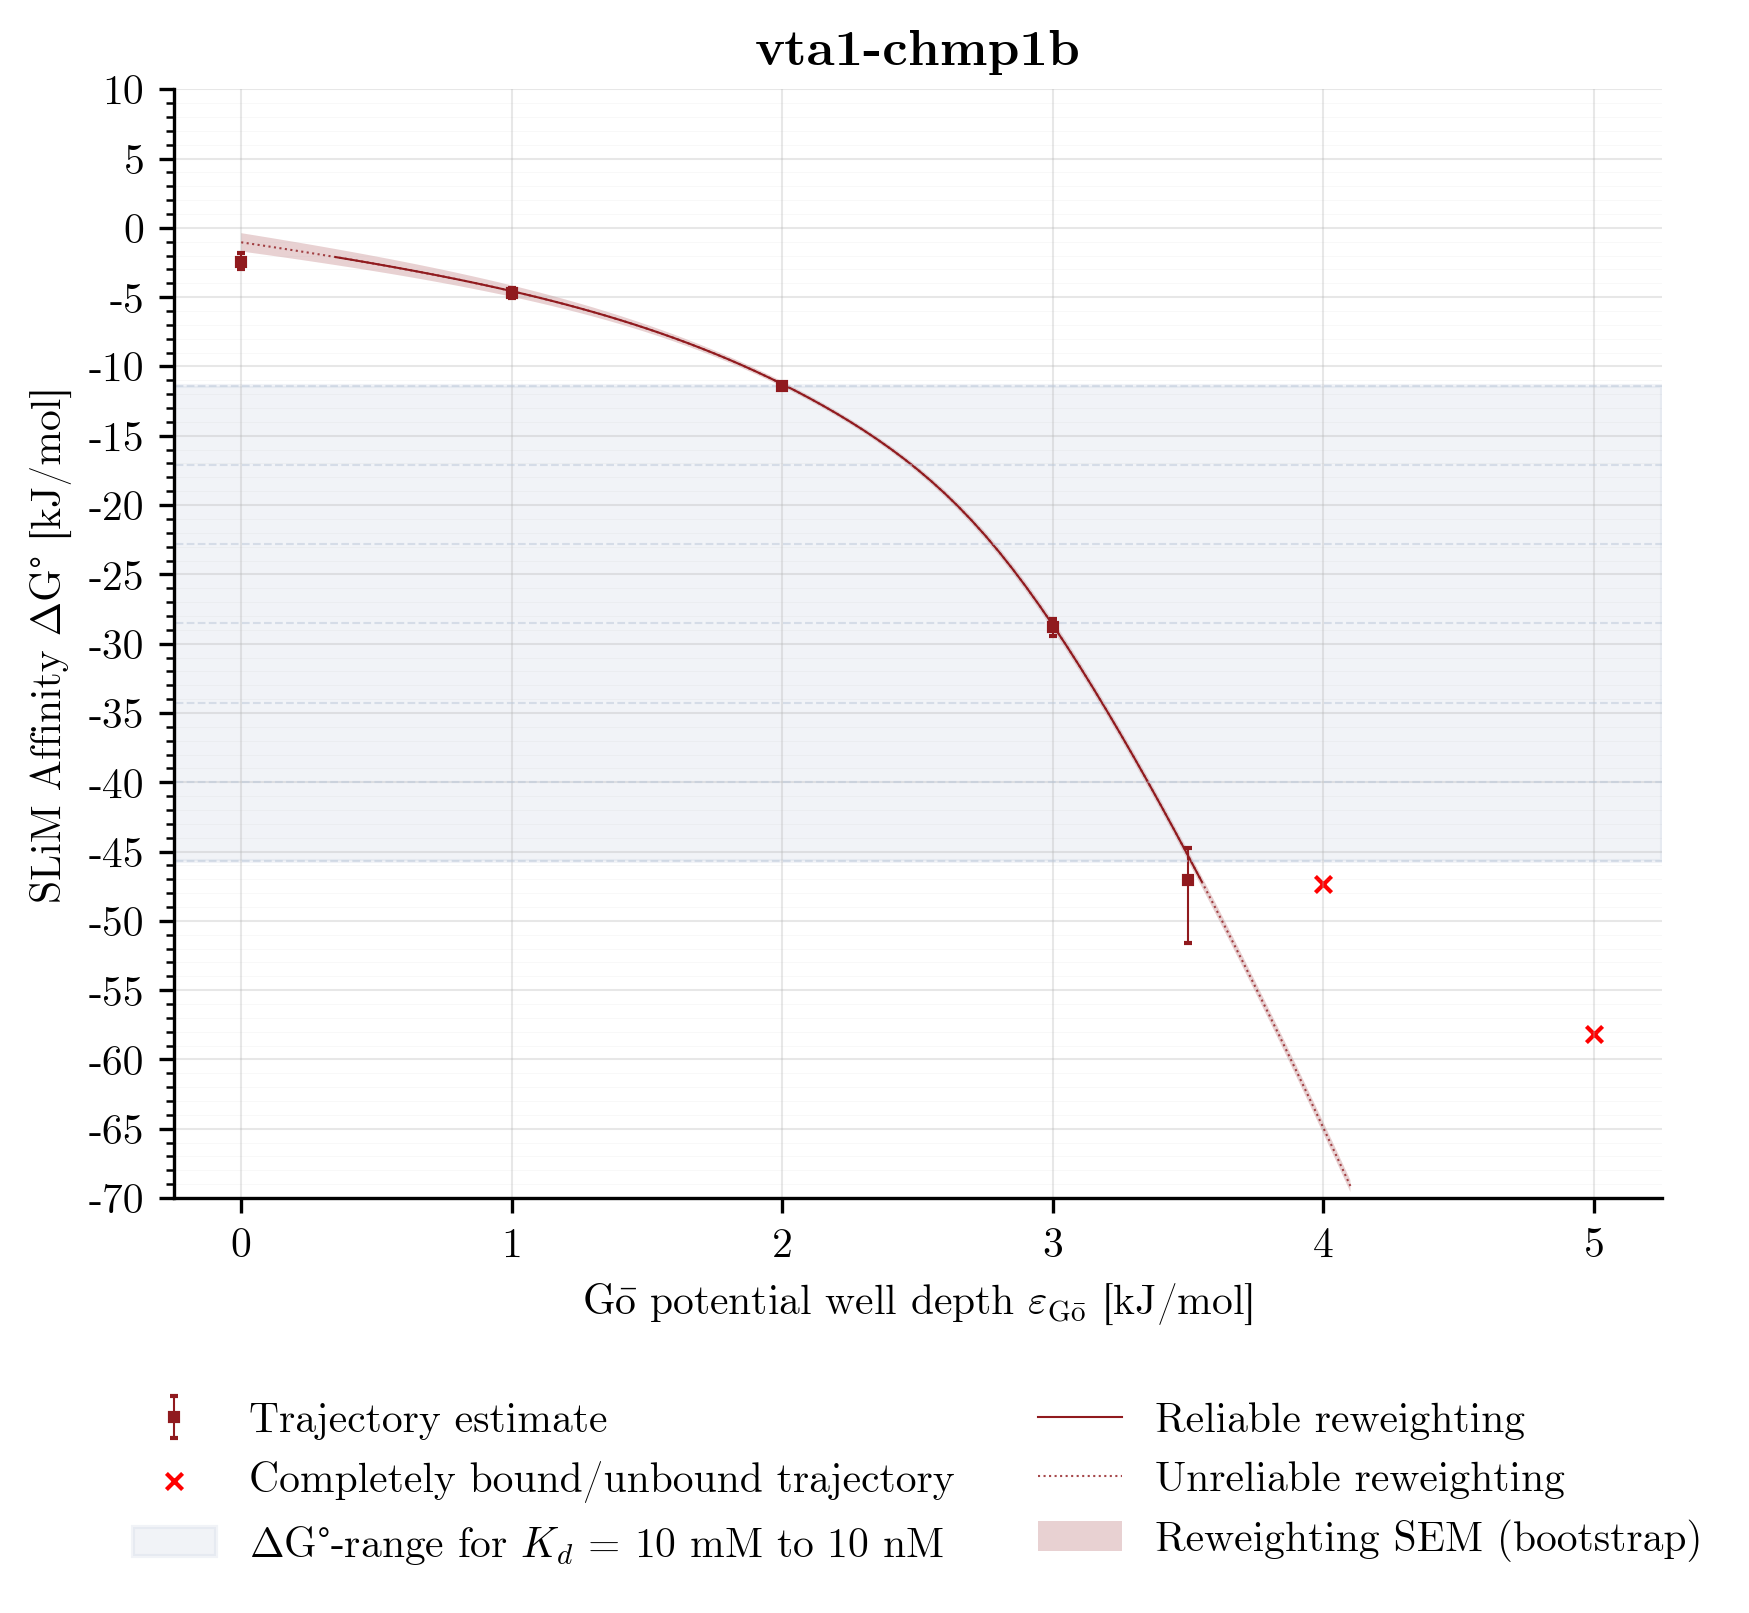 vta1-chmp1b
SLiM Affinity ΔG° [kJ/mol]
10
5
0
-5
-10
-15
-20
-25
-30
-35
-40
-45
-50
-55
-60
-65
-70
0 1 2 3 4 5
Gō potential well depth ε_Gō [kJ/mol]
Trajectory estimate
Completely bound/unbound trajectory
ΔG°-range for K_d = 10 mM to 10 nM
Reliable reweighting
Unreliable reweighting
Reweighting SEM (bootstrap)